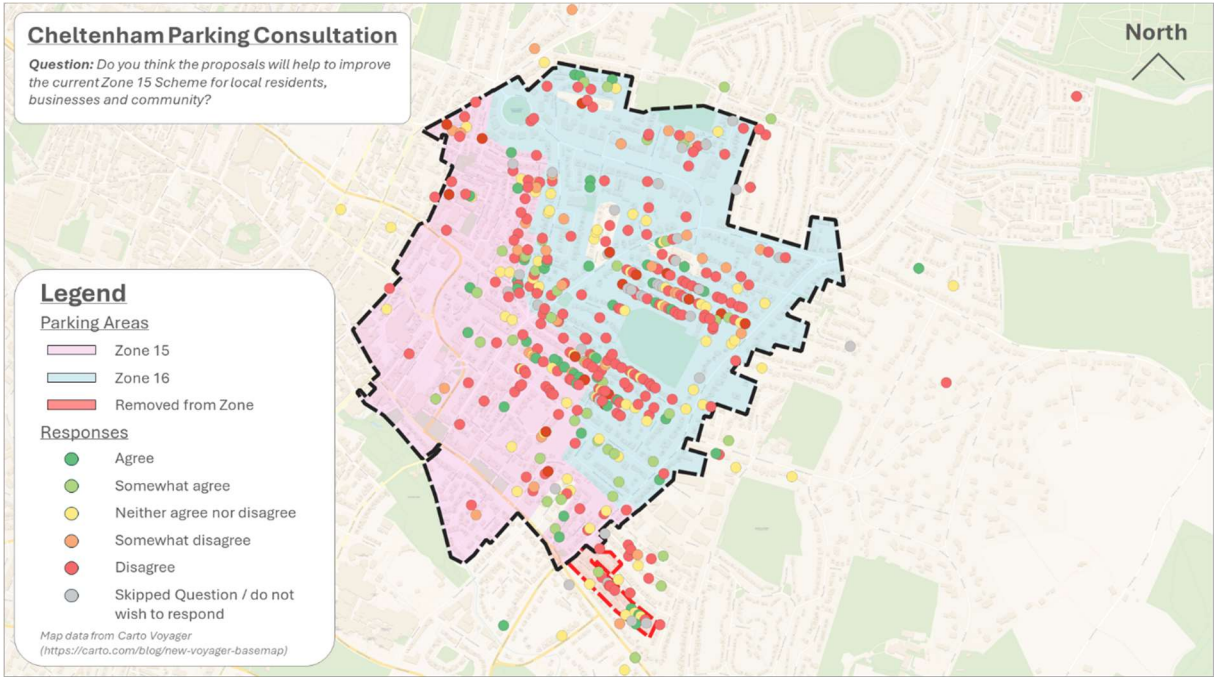 Cheltenham Parking Consultation
Question: Do you think the proposals will help to improve
the current Zone 15 Scheme for local residents,
businesses and community?
North
Legend
Parking Areas
Zone 15
Zone 16
Removed from Zone
Responses
Agree
Somewhat agree
Neither agree nor disagree
Somewhat disagree
Disagree
Skipped Question / do not
wish to respond
Map data from Carto Voyager
(https://carto.com/blog/new-voyager-basemap)